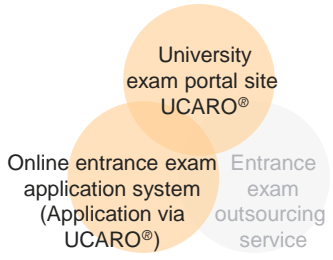 University
exam portal site
UCARO®
Online entrance exam
application system
(Application via
UCARO®)
Entrance
exam
outsourcing
service